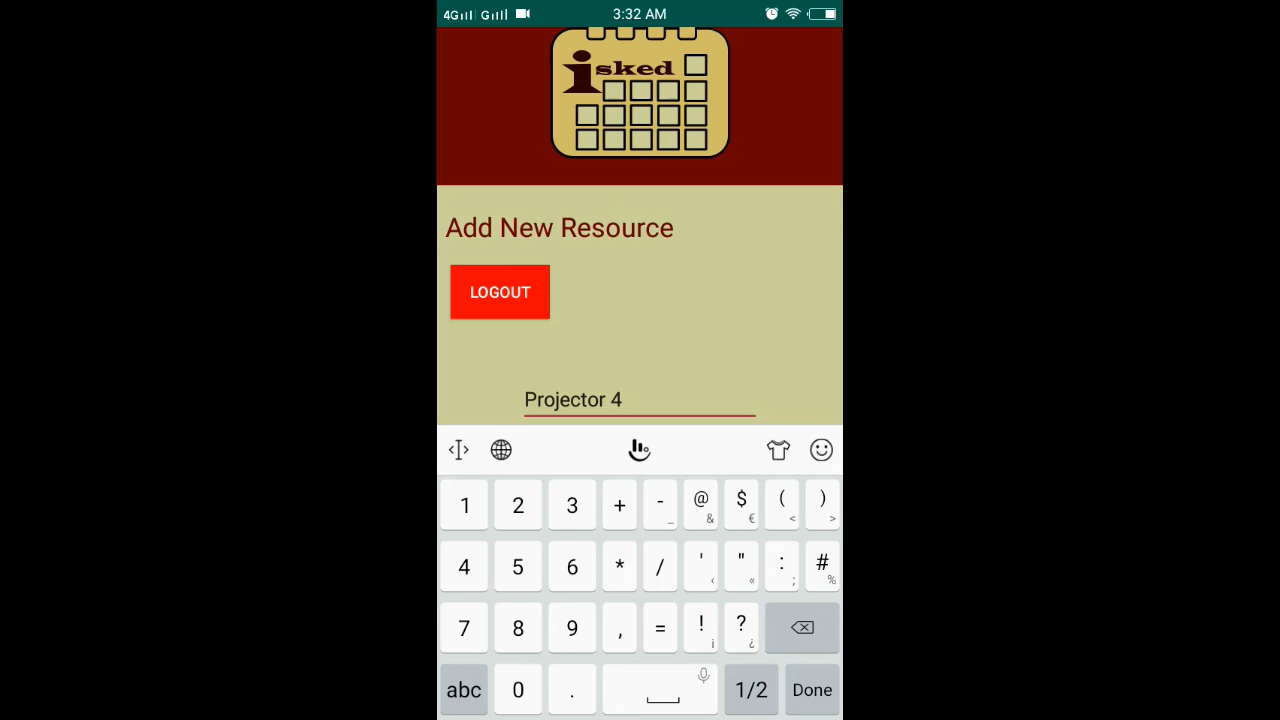 4G G 3:32 AM
isked
Add New Resource
LOGOUT
Projector 4
1 2 3 + - _ @ & $ € ( < ) >
4 5 6 * / ' ‹ " « : ; # %
7 8 9 , = ! ¡ ? ¿
abc 0 . 1/2 Done